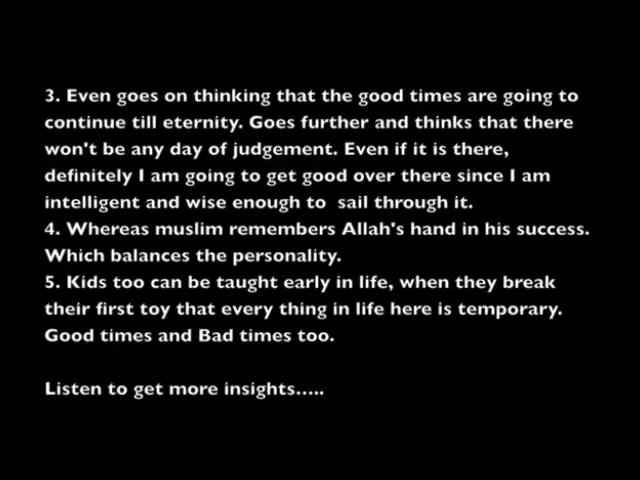 3. Even goes on thinking that the good times are going to
continue till eternity. Goes further and thinks that there
won't be any day of judgement. Even if it is there,
definitely I am going to get good over there since I am
intelligent and wise enough to  sail through it.
4. Whereas muslim remembers Allah's hand in his success.
Which balances the personality.
5. Kids too can be taught early in life, when they break
their first toy that every thing in life here is temporary.
Good times and Bad times too.
Listen to get more insights.....